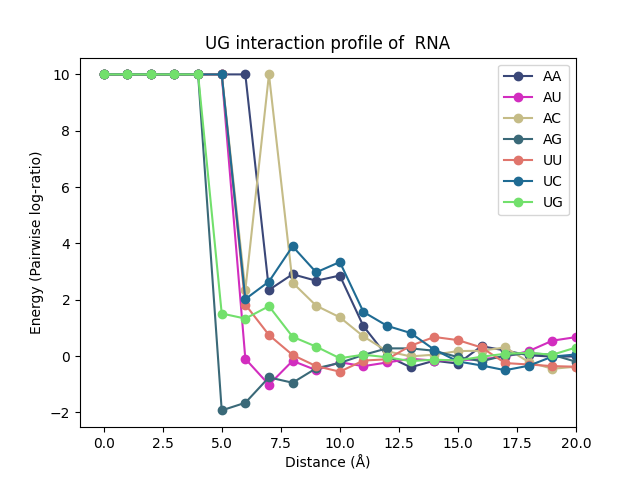 UG interaction profile of  RNA
Energy (Pairwise log-ratio)
10
8
6
4
2
0
−2
0.0 2.5 5.0 7.5 10.0 12.5 15.0 17.5 20.0
Distance (Å)
AA
AU
AC
AG
UU
UC
UG